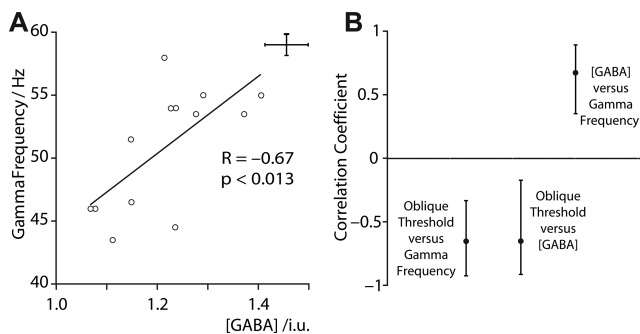 A
GammaFrequency / Hz
60
55
50
45
40
R = –0.67
p < 0.013
1.0
1.2
1.4
[GABA] /i.u.
B
Correlation Coefficient
1
0.5
0
–0.5
–1
[GABA]
versus
Gamma
Frequency
Oblique
Threshold
versus
Gamma
Frequency
Oblique
Threshold
versus
[GABA]